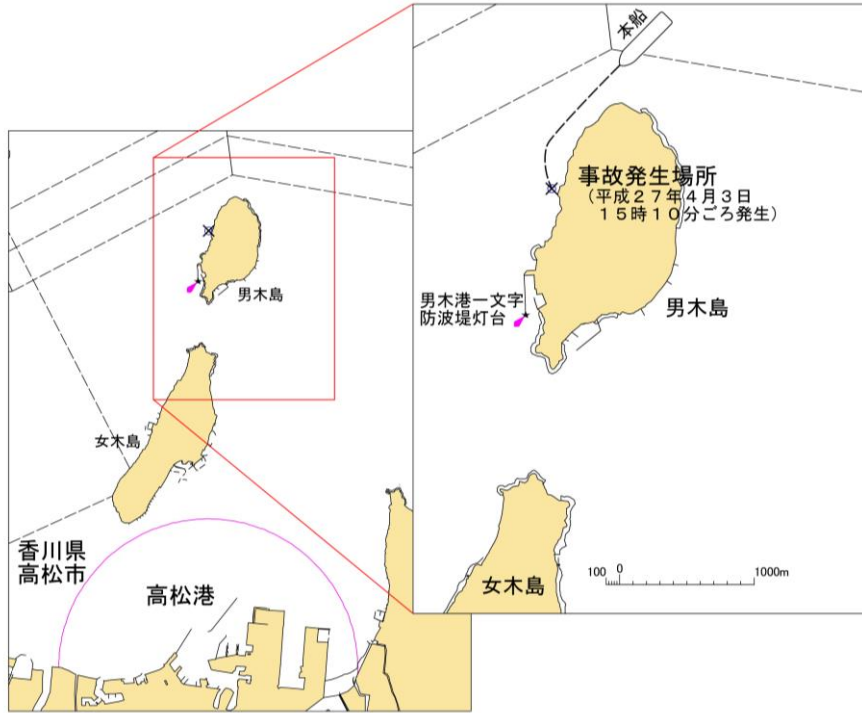 本船
事故発生場所
（平成２７年４月３日
１５時１０分ごろ発生）
男木港一文字
防波堤灯台
男木島
女木島
100 0 1000m
男木島
女木島
香川県
高松市
高松港